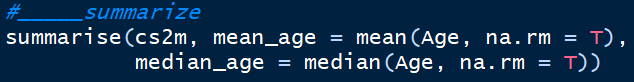 #_____summarize
summarise(cs2m, mean_age = mean(Age, na.rm = T),
median_age = median(Age, na.rm = T))